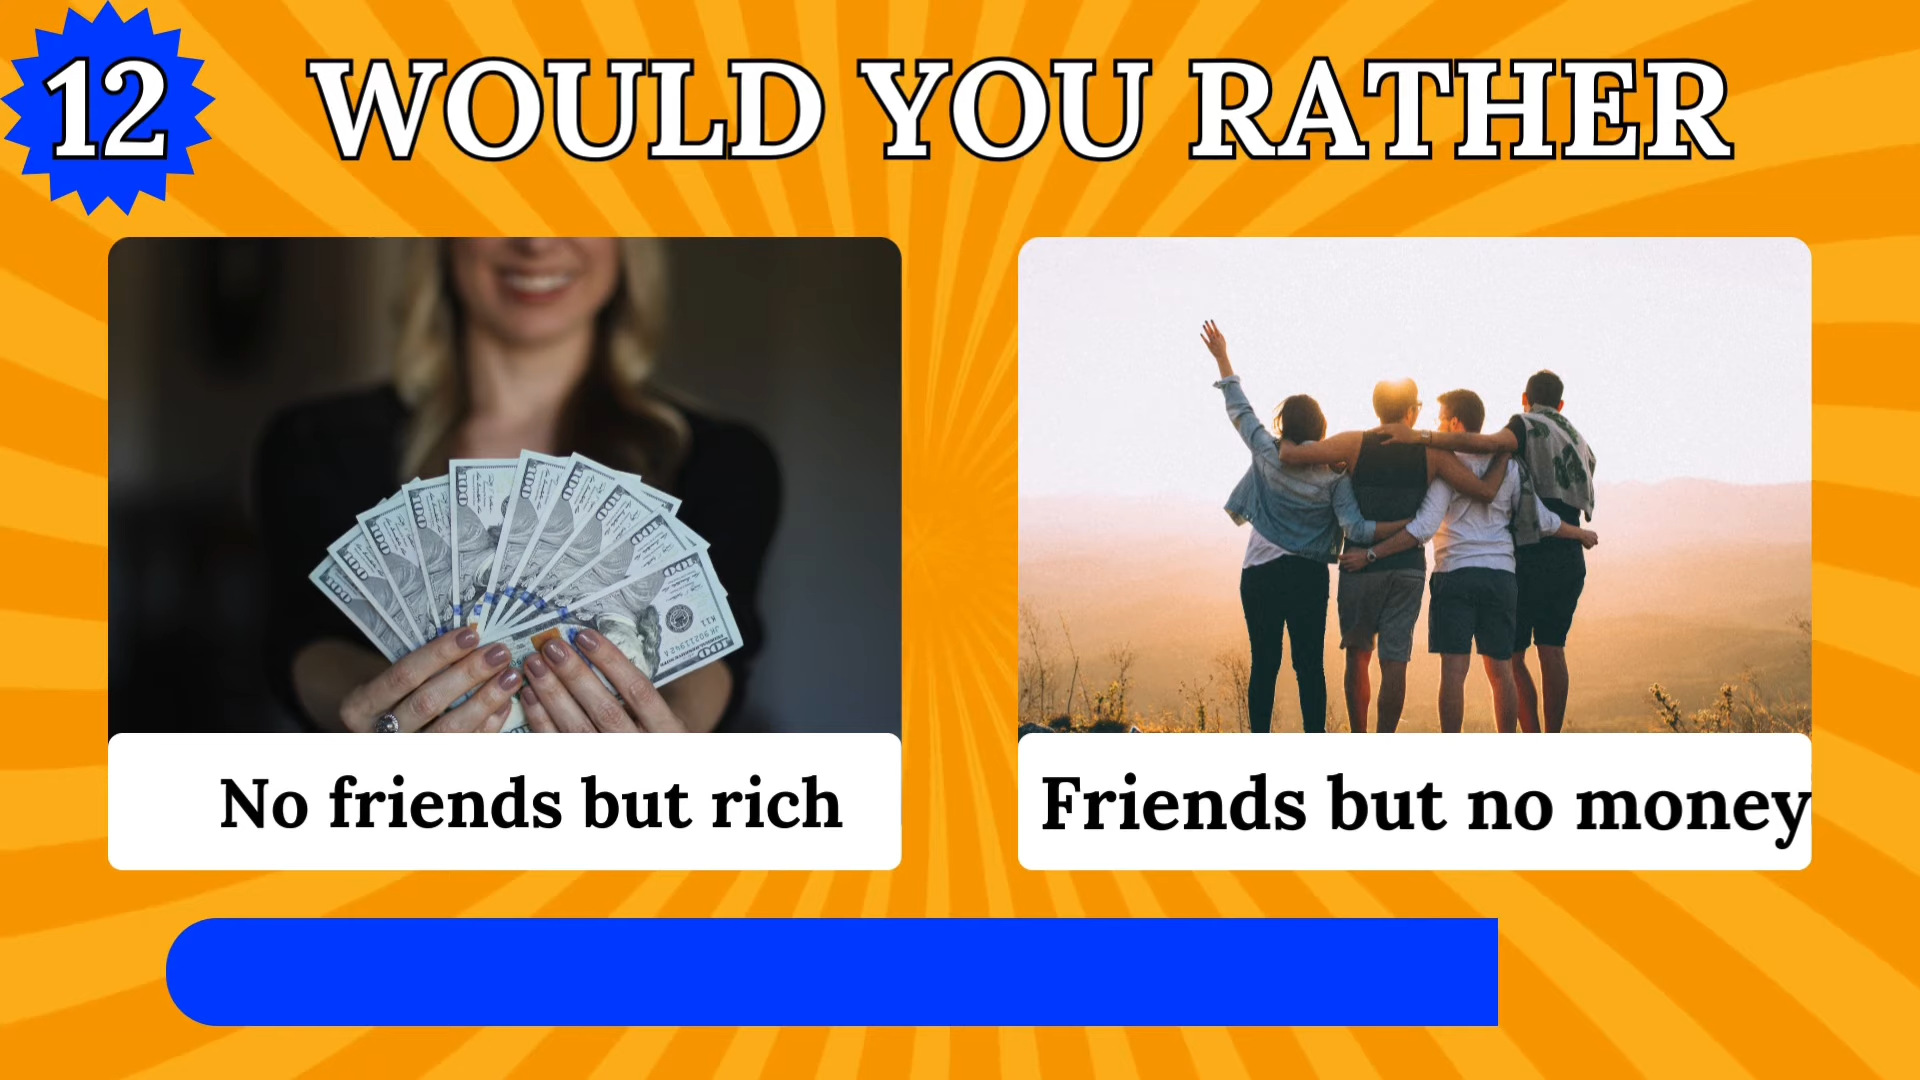 12
WOULD YOU RATHER
No friends but rich
Friends but no money